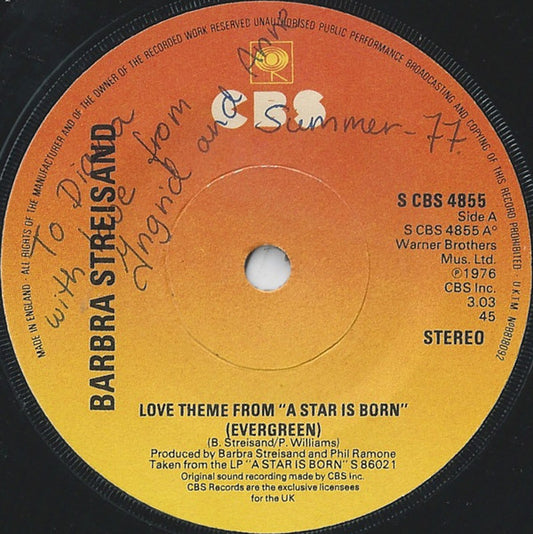 MADE IN ENGLAND · ALL RIGHTS OF THE MANUFACTURER AND OF THE OWNER OF THE RECORDED WORK RESERVED UNAUTHORISED PUBLIC PERFORMANCE BROADCASTING AND COPYING OF THIS RECORD PROHIBITED · U.K.T.M. No RB818092
CBS
To Diana
with love from
Ingrid and Ann
Summer-77.
BARBRA STREISAND
S CBS 4855
Side A
S CBS 4855 A°
Warner Brothers
Mus. Ltd.
℗1976
CBS Inc.
3.03
45
STEREO
LOVE THEME FROM "A STAR IS BORN"
(EVERGREEN)
(B. Streisand/P. Williams)
Produced by Barbra Streisand and Phil Ramone
Taken from the LP "A STAR IS BORN" S 86021
Original sound recording made by CBS Inc.
CBS Records are the exclusive licensees
for the UK